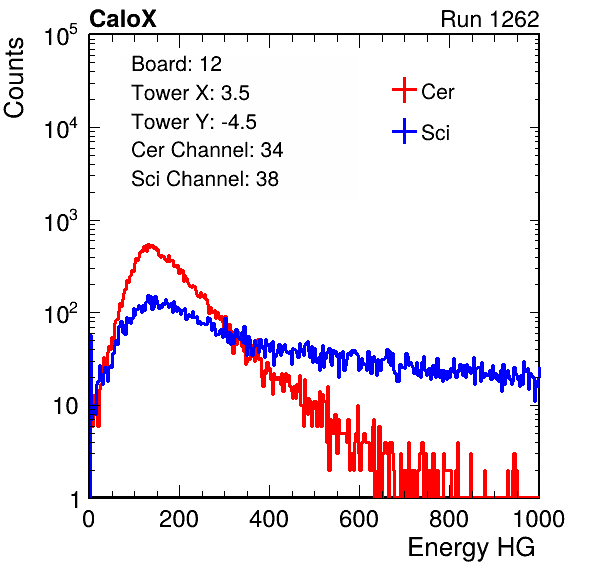 CaloX Run 1262
Counts
Board: 12
Tower X: 3.5
Tower Y: -4.5
Cer Channel: 34
Sci Channel: 38
Cer
Sci
10^5
10^4
10^3
10^2
10
1
0 200 400 600 800 1000
Energy HG